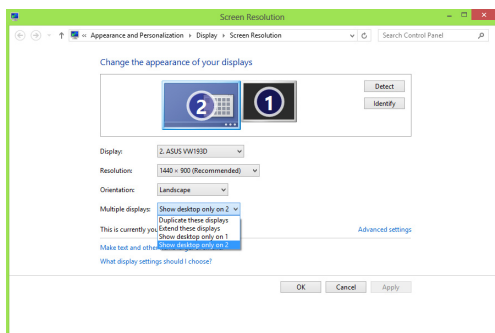 Screen Resolution
« Appearance and Personalization › Display › Screen Resolution
Search Control Panel
Change the appearance of your displays
2
1
Detect
Identify
Display: 2. ASUS VW193D
Resolution: 1440 × 900 (Recommended)
Orientation: Landscape
Multiple displays: Show desktop only on 2
Duplicate these displays
This is currently you Extend these displays Advanced settings
Show desktop only on 1
Make text and othe Show desktop only on 2
What display settings should I choose?
OK Cancel Apply